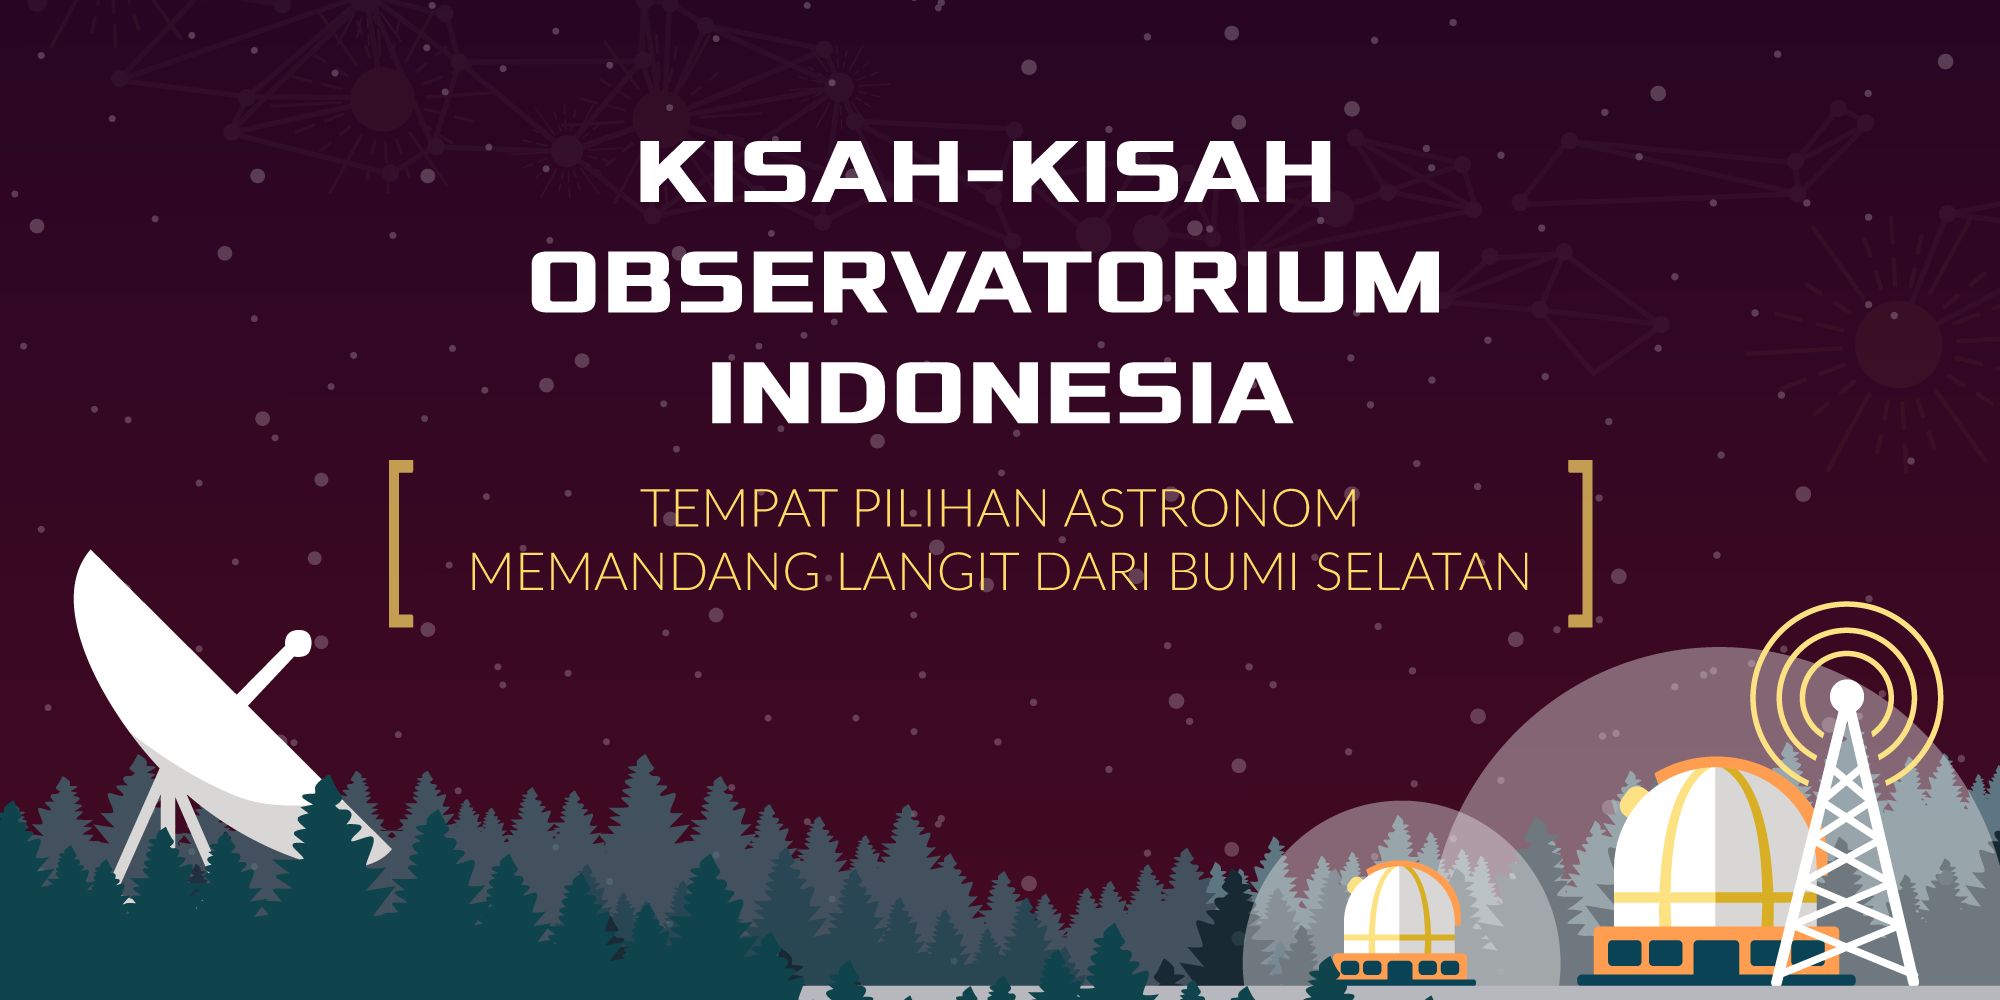 KISAH-KISAH
OBSERVATORIUM
INDONESIA
TEMPAT PILIHAN ASTRONOM
MEMANDANG LANGIT DARI BUMI SELATAN